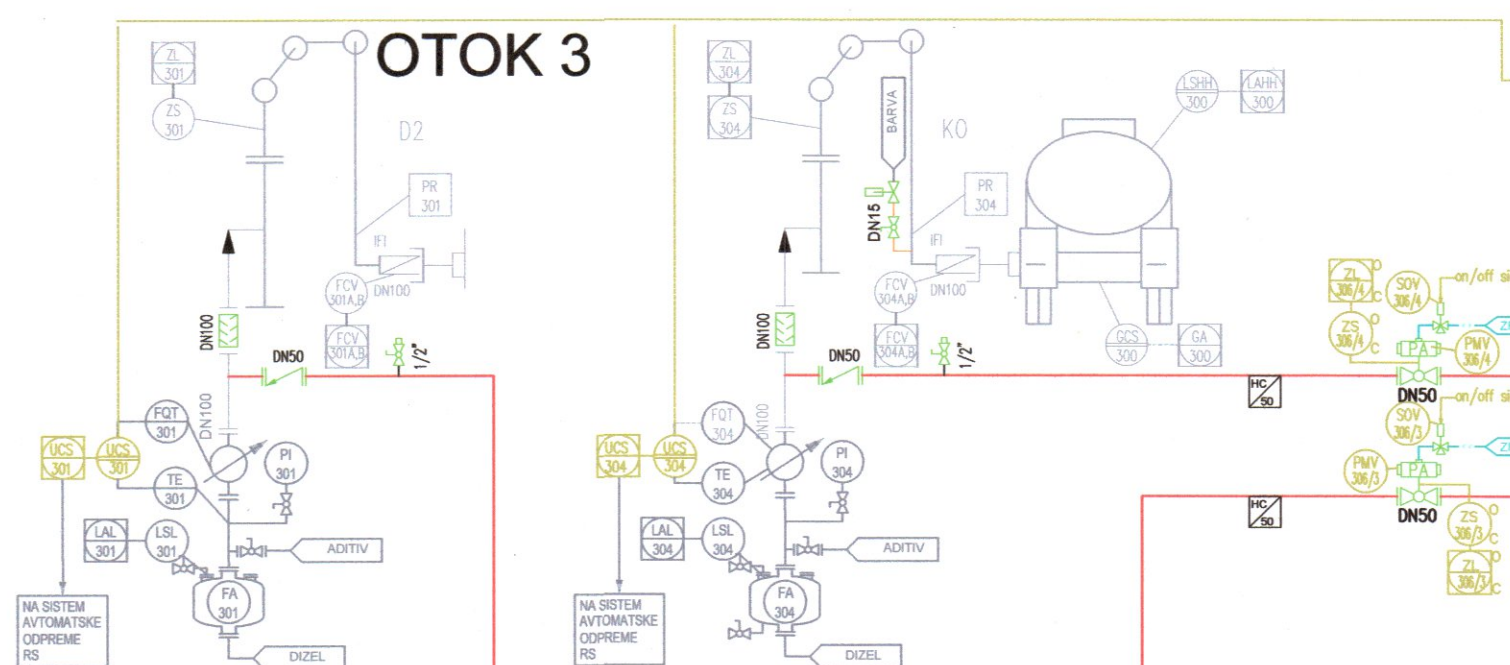 OTOK 3
ZL
301
ZS
301
D2
PR
301
IFI
DN100
FCV
301A,B
FCV
301A,B
DN100
DN50
1/2"
DN100
FQT
301
UCS
301
UCS
301
TE
301
PI
301
LAL
301
LSL
301
ADITIV
FA
301
NA SISTEM
AVTOMATSKE
ODPREME
RS
DIZEL
ZL
304
ZS
304
BARVA
KO
DN15
PR
304
IFI
DN100
FCV
304A,B
FCV
304A,B
LSHH
300
LAHH
300
GCS
300
GA
300
DN100
DN50
1/2"
DN100
FQT
304
UCS
304
UCS
304
TE
304
PI
304
LAL
304
LSL
304
ADITIV
FA
304
NA SISTEM
AVTOMATSKE
ODPREME
RS
DIZEL
HC
50
HC
50
ZL
306/4
O
C
ZS
306/4
O
C
SOV
306/4
on/off si
PA
PMV
306/4
DN50
SOV
306/3
on/off si
PMV
306/3
PA
DN50
ZS
306/3
O
C
ZL
306/3
O
C